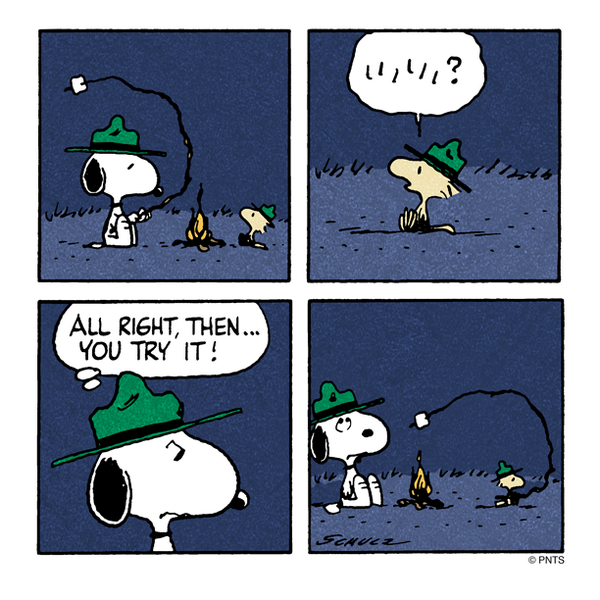 ?
ALL RIGHT, THEN...
YOU TRY IT!
SCHULZ
© PNTS